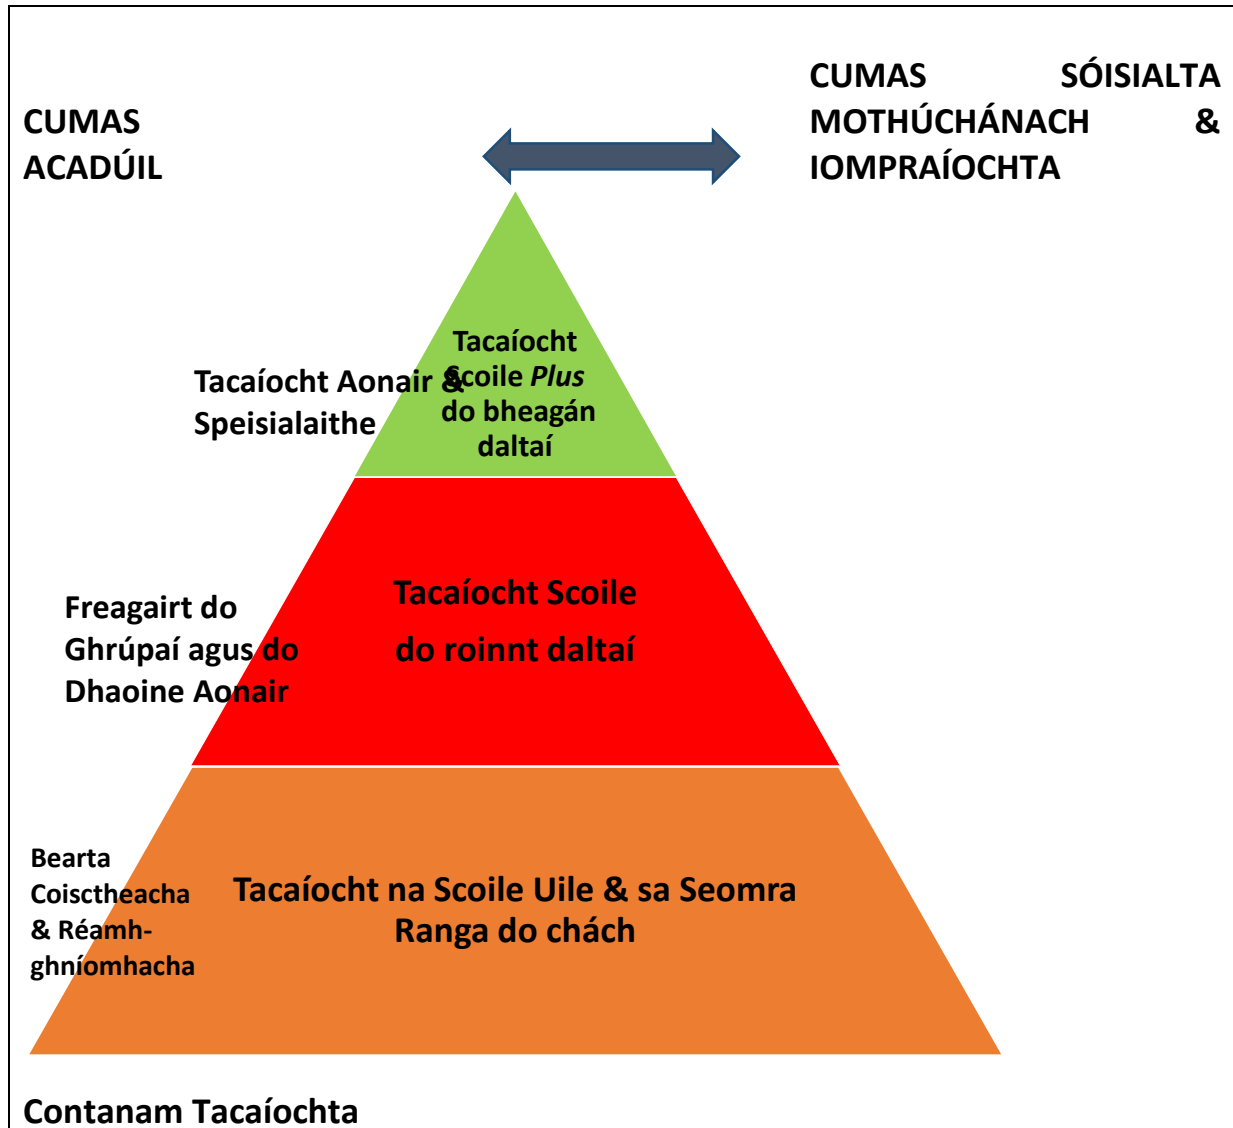 CUMAS
ACADÚIL
CUMAS SÓISIALTA
MOTHÚCHÁNACH &
IOMPRAÍOCHTA
Tacaíocht Aonair &
Speisialaithe
Tacaíocht
Scoile Plus
do bheagán
daltaí
Freagairt do
Ghrúpaí agus do
Dhaoine Aonair
Tacaíocht Scoile
do roinnt daltaí
Bearta
Coisctheacha
& Réamh-
ghníomhacha
Tacaíocht na Scoile Uile & sa Seomra
Ranga do chách
Contanam Tacaíochta